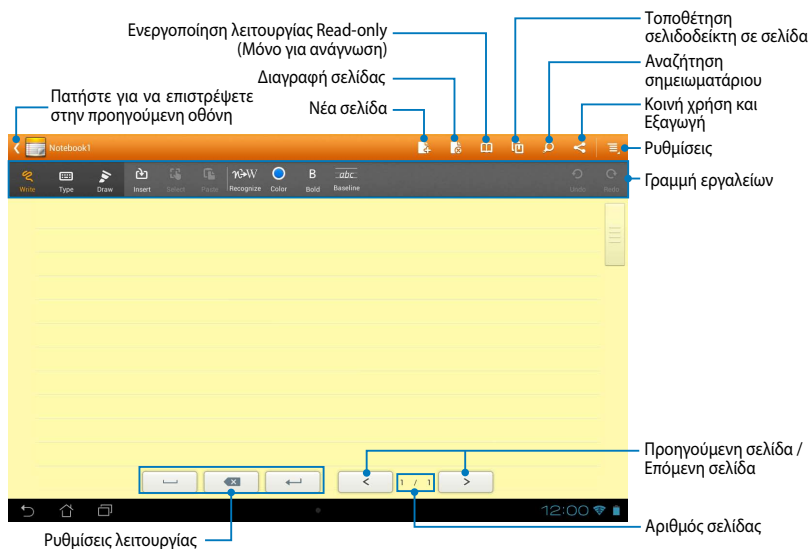 Τοποθέτηση
σελιδοδείκτη σε σελίδα
Ενεργοποίηση λειτουργίας Read-only
(Μόνο για ανάγνωση)
Αναζήτηση
σημειωματάριου
Διαγραφή σελίδας
Πατήστε για να επιστρέψετε
στην προηγούμενη οθόνη
Νέα σελίδα
Κοινή χρήση και
Εξαγωγή
Notebook1
Ρυθμίσεις
Write Type Draw Insert Select Paste Recognize Color Bold Baseline Undo Redo
B abc
Γραμμή εργαλείων
Προηγούμενη σελίδα /
Επόμενη σελίδα
< 1 / 1 >
12:00
Αριθμός σελίδας
Ρυθμίσεις λειτουργίας